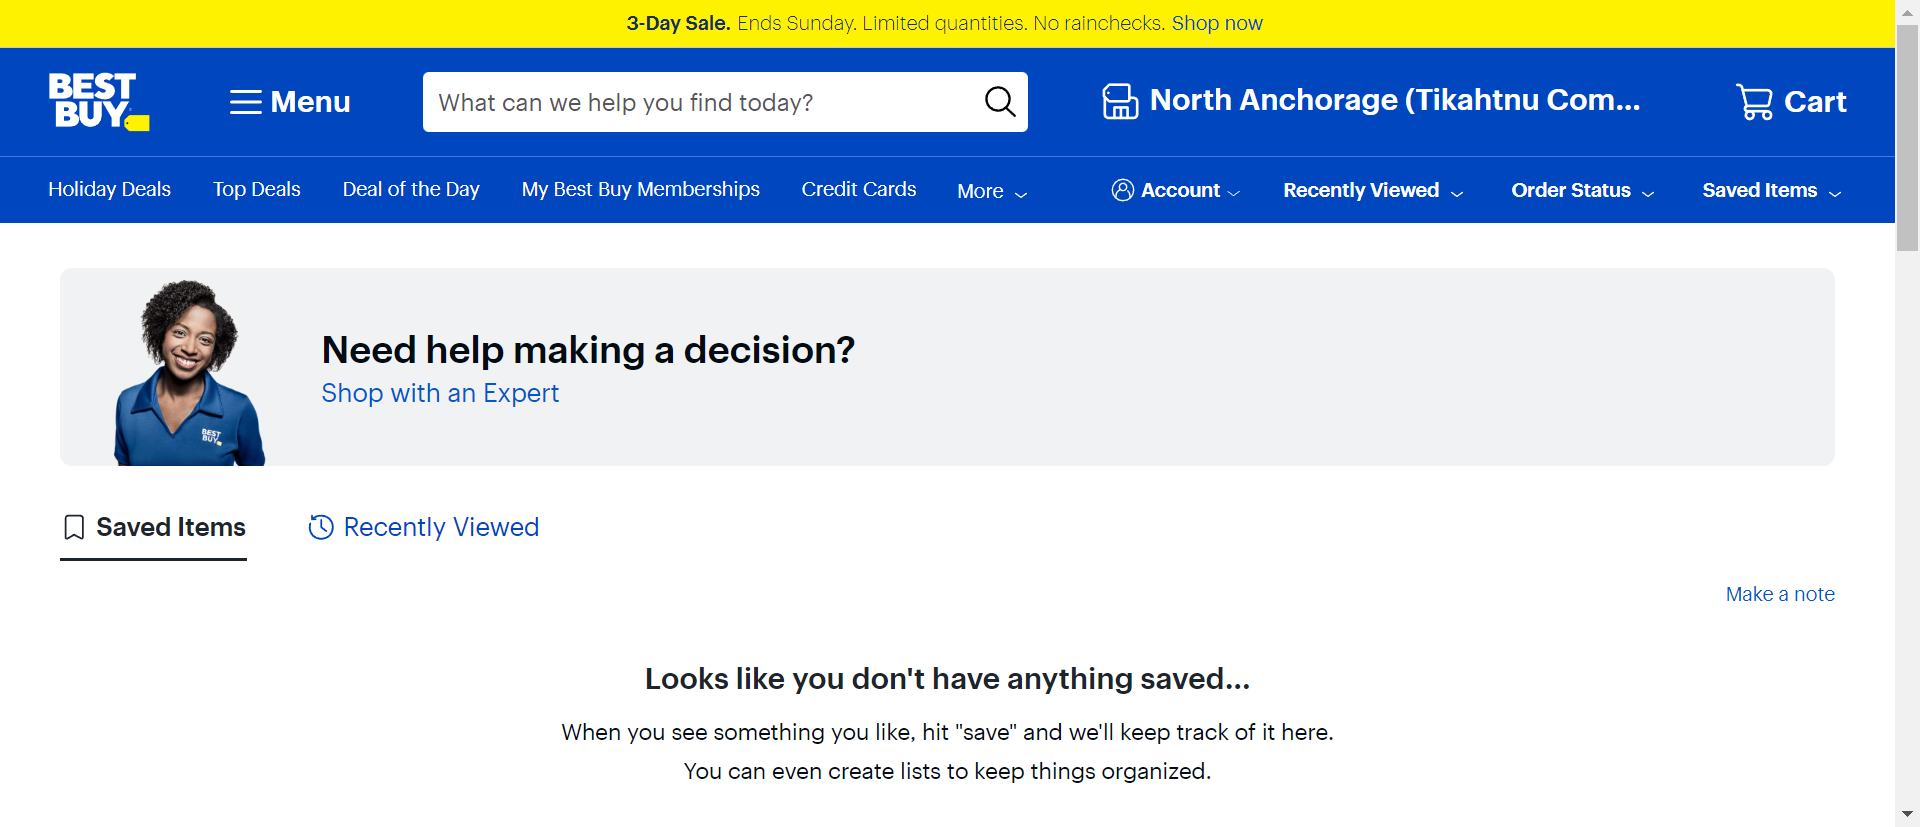 3-Day Sale. Ends Sunday. Limited quantities. No rainchecks. Shop now
BEST
BUY
Menu
What can we help you find today?
North Anchorage (Tikahtnu Com...
Cart
Holiday Deals
Top Deals
Deal of the Day
My Best Buy Memberships
Credit Cards
More
Account
Recently Viewed
Order Status
Saved Items
BEST
BUY
Need help making a decision?
Shop with an Expert
Saved Items
Recently Viewed
Make a note
Looks like you don't have anything saved...
When you see something you like, hit "save" and we'll keep track of it here.
You can even create lists to keep things organized.